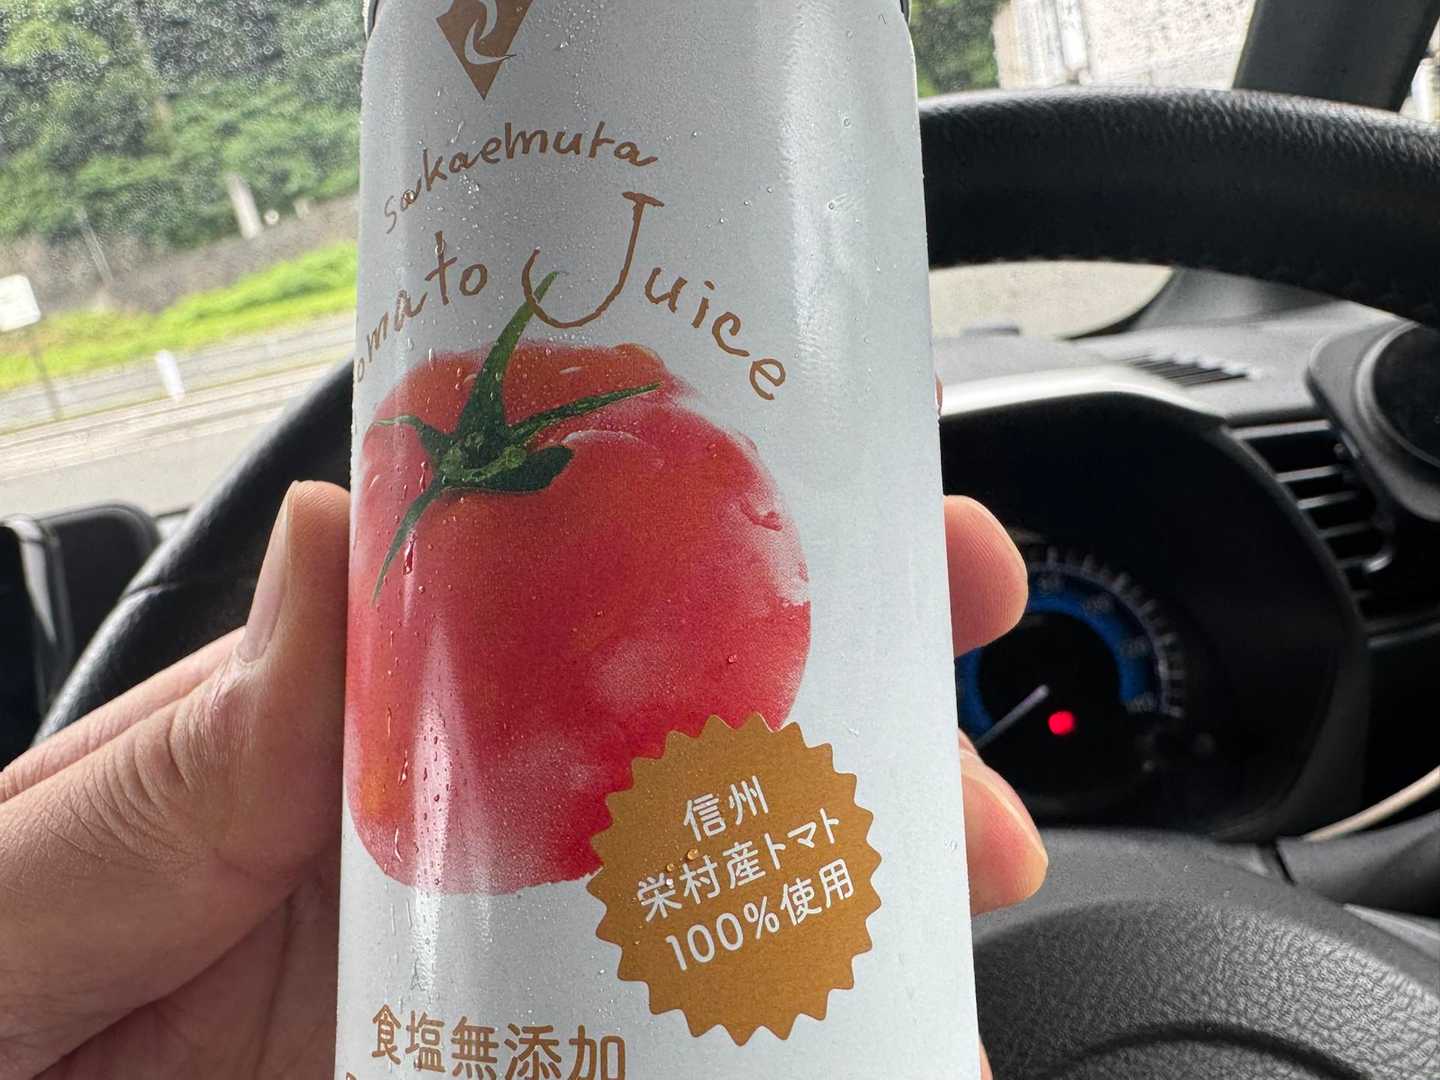 sakaemura
omato Juice
信州
栄村産トマト
100%使用
食塩無添加